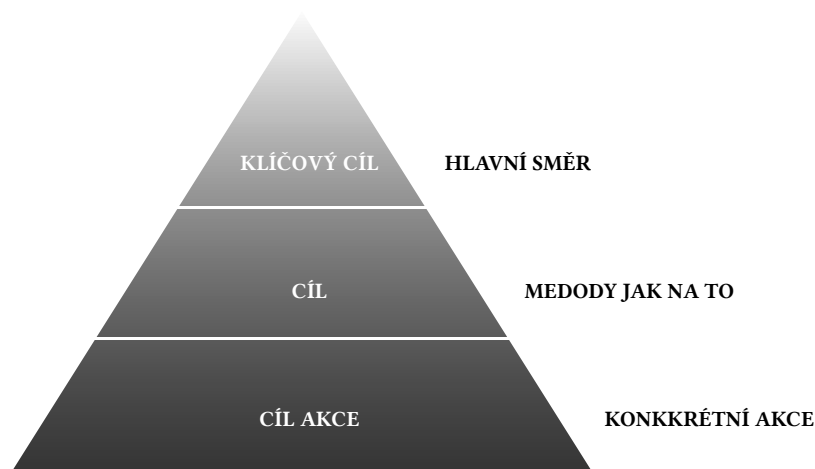 KLÍČOVÝ CÍL HLAVNÍ SMĚR
CÍL MEDODY JAK NA TO
CÍL AKCE KONKKRÉTNÍ AKCE